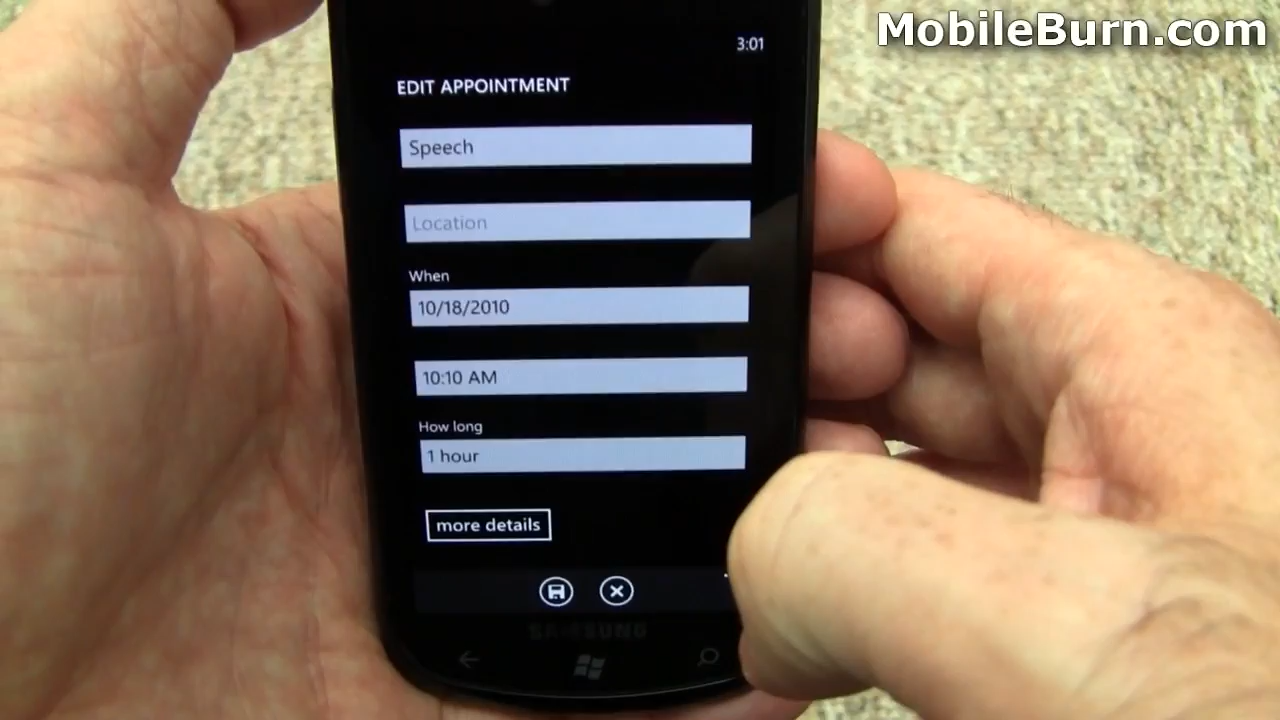 MobileBurn.com
3:01
EDIT APPOINTMENT
Speech
Location
When
10/18/2010
10:10 AM
How long
1 hour
more details
SAMSUNG